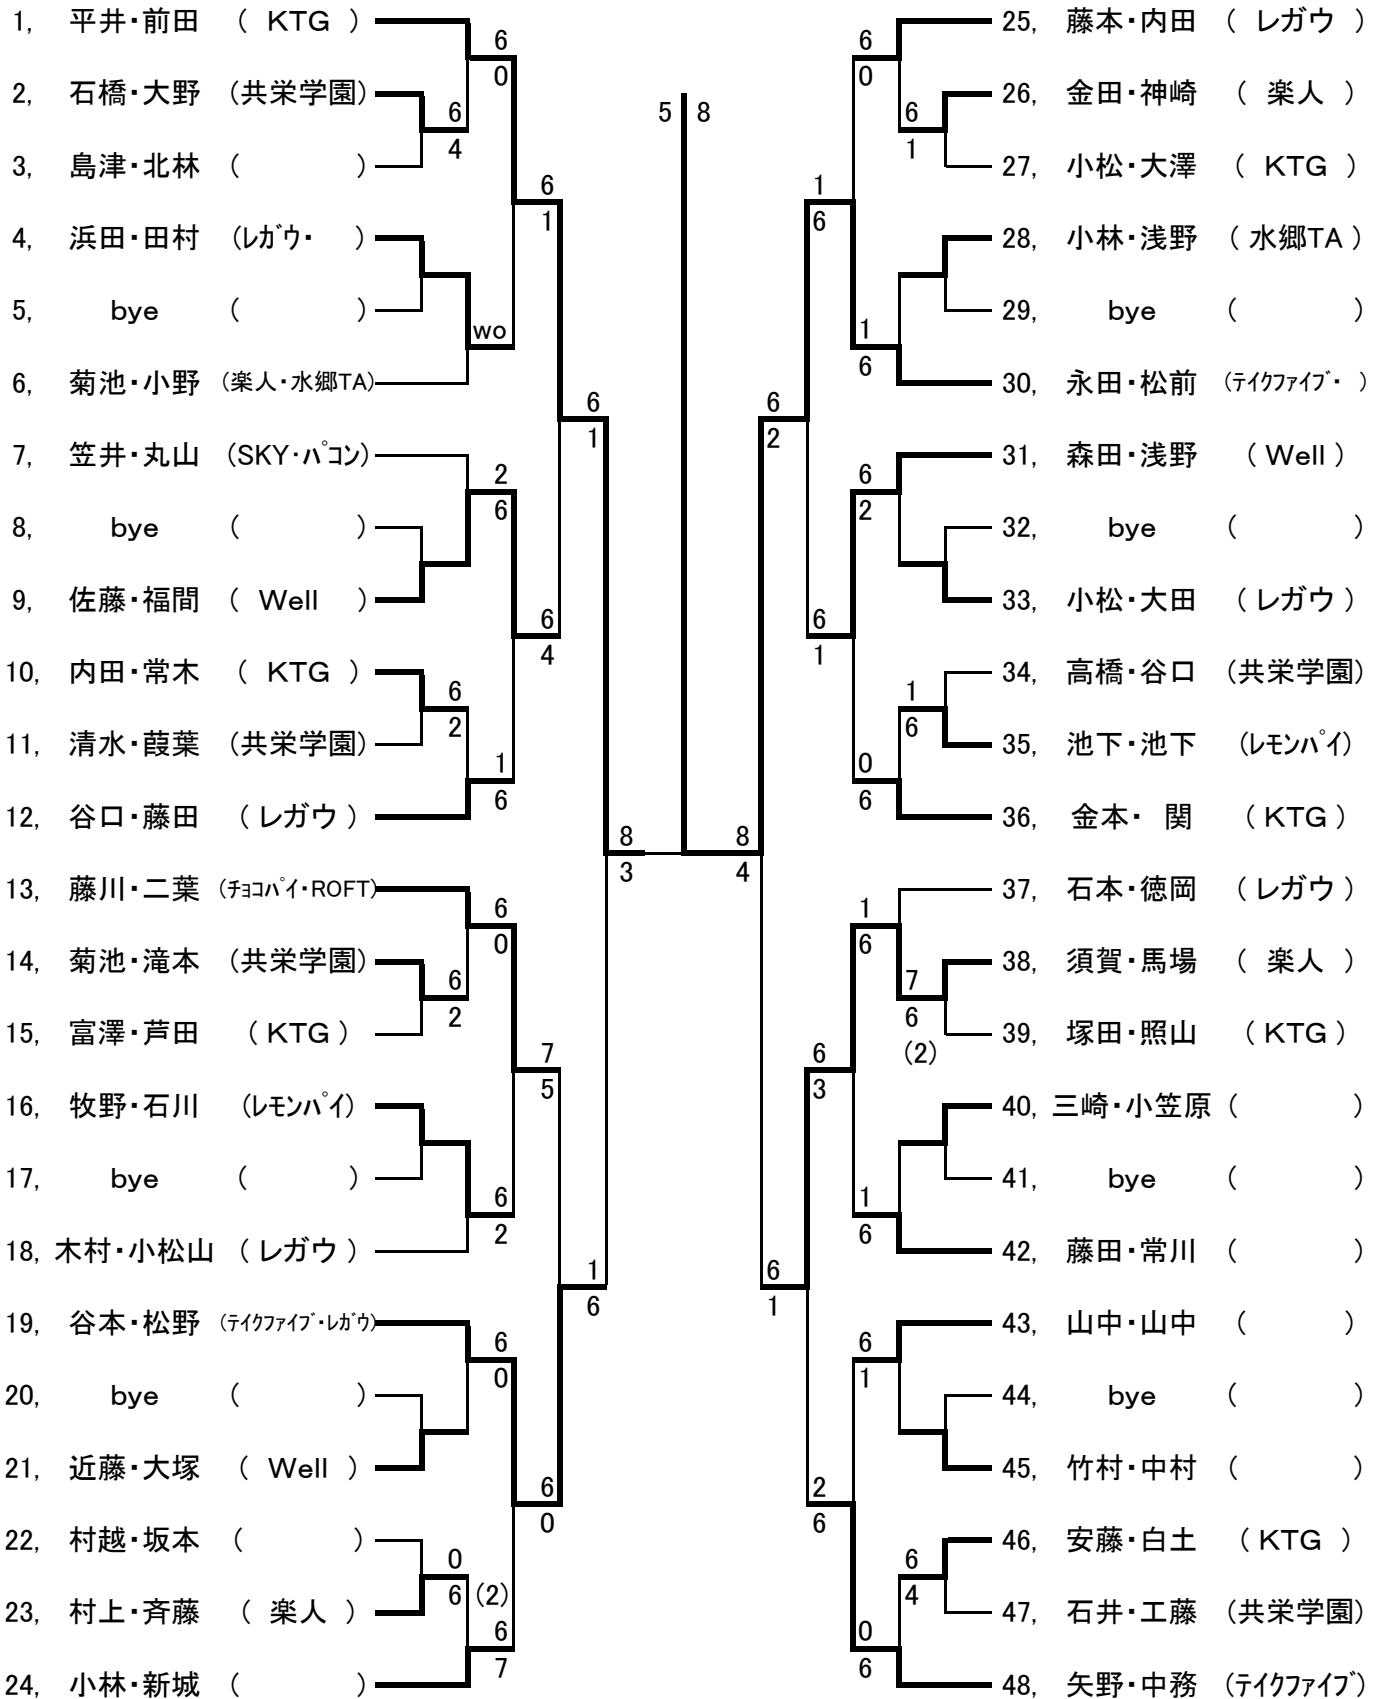 1, 平井・前田 ( KTG )
2, 石橋・大野 (共栄学園)
3, 島津・北林 ( )
4, 浜田・田村 (レガウ・ )
5, bye ( )
6, 菊池・小野 (楽人・水郷TA)
7, 笠井・丸山 (SKY・パコン)
8, bye ( )
9, 佐藤・福間 ( Well )
10, 内田・常木 ( KTG )
11, 清水・葭葉 (共栄学園)
12, 谷口・藤田 ( レガウ )
13, 藤川・二葉 (チョコパイ・ROFT)
14, 菊池・滝本 (共栄学園)
15, 富澤・芦田 ( KTG )
16, 牧野・石川 (レモンパイ)
17, bye ( )
18, 木村・小松山 ( レガウ )
19, 谷本・松野 (テイクファイブ・レガウ)
20, bye ( )
21, 近藤・大塚 ( Well )
22, 村越・坂本 ( )
23, 村上・斉藤 ( 楽人 )
24, 小林・新城 ( )
6
4
6
2
6
2
0
6
6
0
wo
2
6
1
6
6
0
6
2
6
0
(2)
6
7
6
1
6
4
7
5
6
0
6
1
1
6
8
3
5 8
8
4
6
2
6
1
1
6
6
1
6
3
2
6
6
0
1
6
6
2
0
6
1
6
1
6
6
1
0
6
6
1
1
6
7
6
(2)
6
4
25, 藤本・内田 ( レガウ )
26, 金田・神崎 ( 楽人 )
27, 小松・大澤 ( KTG )
28, 小林・浅野 ( 水郷TA )
29, bye ( )
30, 永田・松前 (テイクファイブ・ )
31, 森田・浅野 ( Well )
32, bye ( )
33, 小松・大田 ( レガウ )
34, 高橋・谷口 (共栄学園)
35, 池下・池下 (レモンパイ)
36, 金本・ 関 ( KTG )
37, 石本・徳岡 ( レガウ )
38, 須賀・馬場 ( 楽人 )
39, 塚田・照山 ( KTG )
40, 三崎・小笠原 ( )
41, bye ( )
42, 藤田・常川 ( )
43, 山中・山中 ( )
44, bye ( )
45, 竹村・中村 ( )
46, 安藤・白土 ( KTG )
47, 石井・工藤 (共栄学園)
48, 矢野・中務 (テイクファイブ)